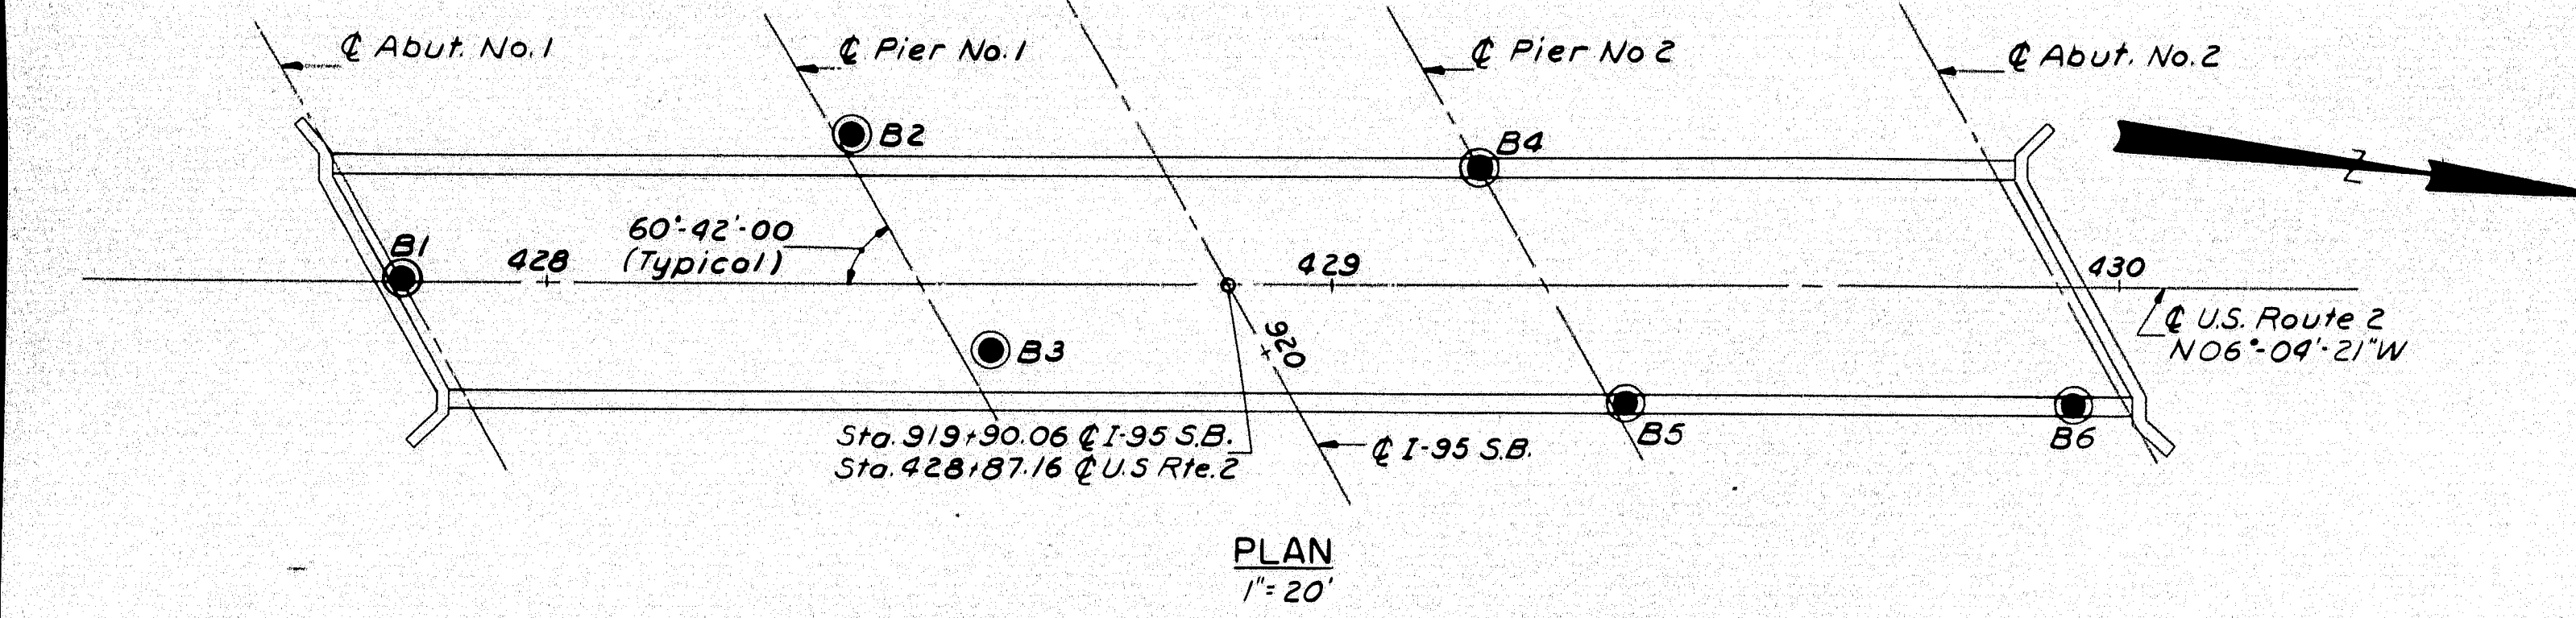 ℄ Abut. No. 1
℄ Pier No. 1
℄ Pier No 2
℄ Abut. No. 2
B2
B4
Z
60°-42'-00
(Typical)
B1
428
429
430
℄ U.S. Route 2
N06°-04'-21"W
920
B3
Sta. 919+90.06 ℄ I-95 S.B.
Sta. 428+87.16 ℄ U.S Rte. 2
℄ I-95 S.B.
B5
B6
PLAN
1"=20'